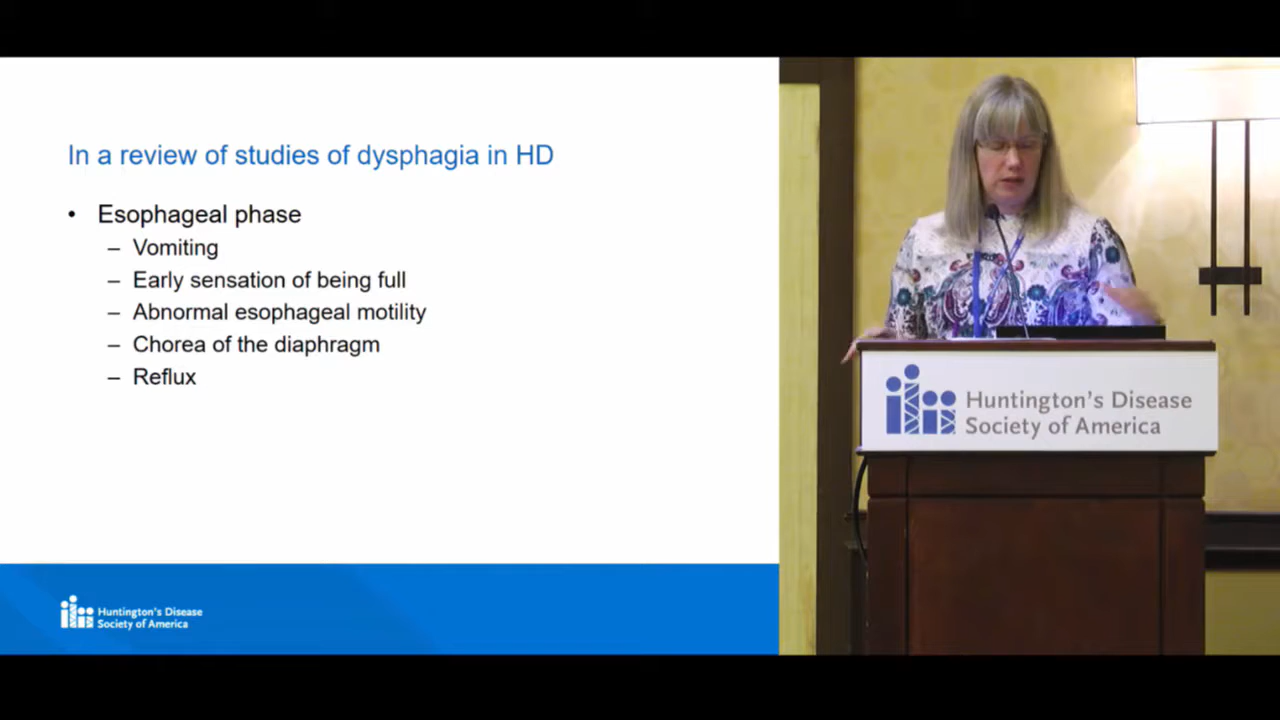 In a review of studies of dysphagia in HD
• Esophageal phase
– Vomiting
– Early sensation of being full
– Abnormal esophageal motility
– Chorea of the diaphragm
– Reflux
Huntington's Disease
Society of America
Huntington's Disease
Society of America